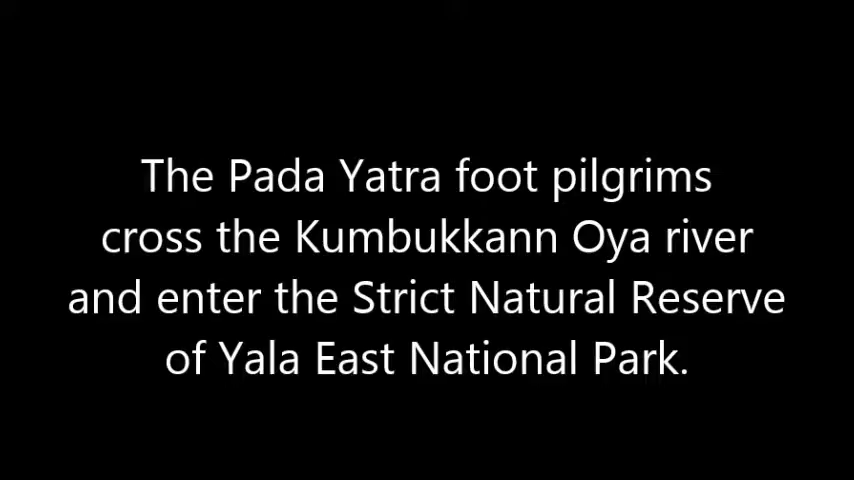 The Pada Yatra foot pilgrims
cross the Kumbukkann Oya river
and enter the Strict Natural Reserve
of Yala East National Park.